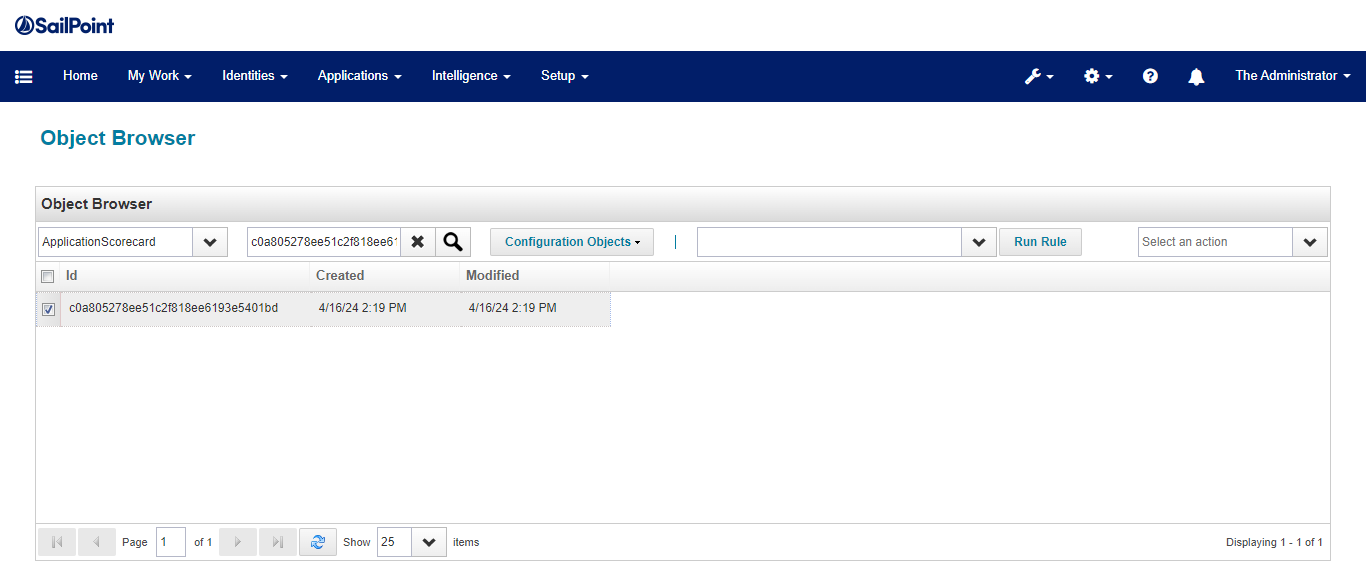 SailPoint
Home My Work Identities Applications Intelligence Setup The Administrator
Object Browser
Object Browser
ApplicationScorecard c0a805278ee51c2f818ee61 Configuration Objects Run Rule Select an action
Id Created Modified
c0a805278ee51c2f818ee6193e5401bd 4/16/24 2:19 PM 4/16/24 2:19 PM
Page 1 of 1 Show 25 items Displaying 1 - 1 of 1